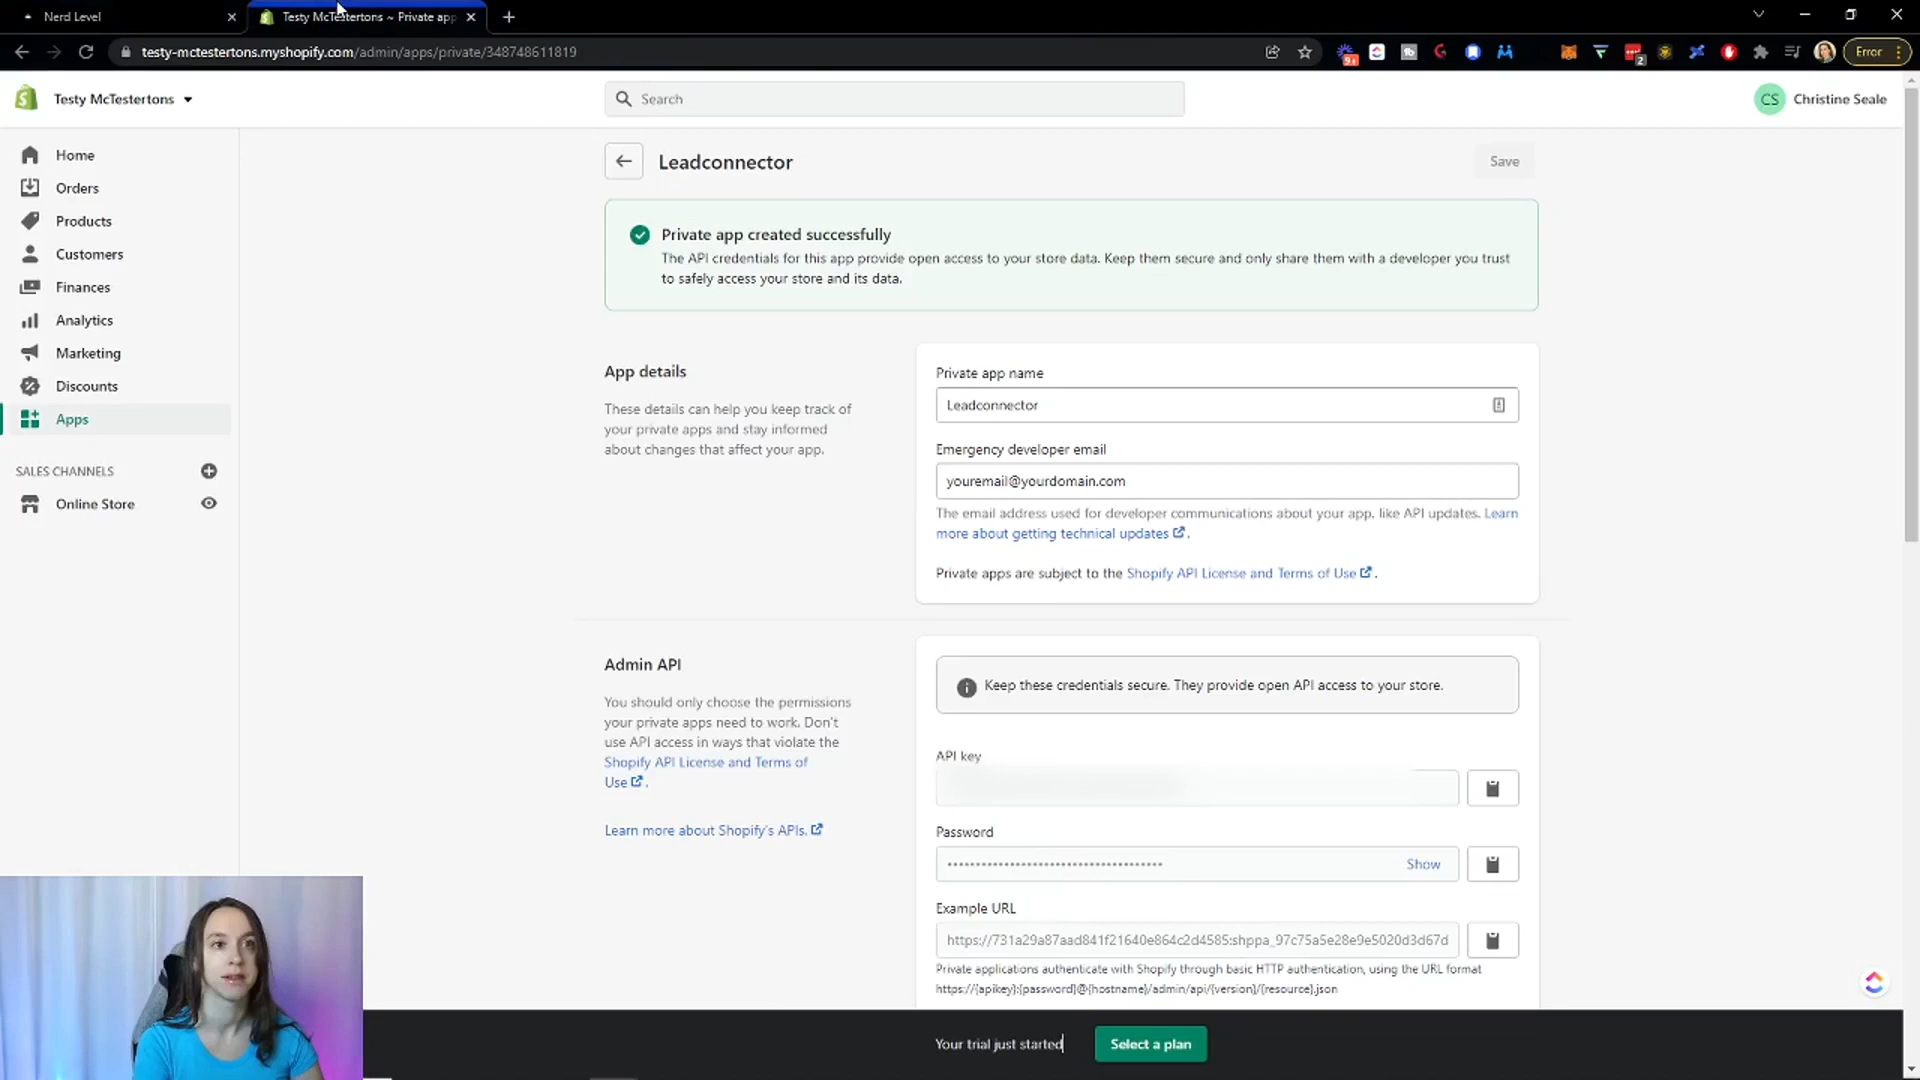 Nerd Level
Testy McTestertons ~ Private app
testy-mctestertons.myshopify.com/admin/apps/private/348748611819
9+
2
Error
Testy McTestertons
Search
CS
Christine Seale
Home
Orders
Products
Customers
Finances
Analytics
Marketing
Discounts
Apps
SALES CHANNELS
Online Store
Leadconnector
Save
Private app created successfully
The API credentials for this app provide open access to your store data. Keep them secure and only share them with a developer you trust
to safely access your store and its data.
App details
These details can help you keep track of
your private apps and stay informed
about changes that affect your app.
Private app name
Leadconnector
Emergency developer email
youremail@yourdomain.com
The email address used for developer communications about your app, like API updates. Learn
more about getting technical updates.
Private apps are subject to the Shopify API License and Terms of Use.
Admin API
You should only choose the permissions
your private apps need to work. Don't
use API access in ways that violate the
Shopify API License and Terms of
Use.
Learn more about Shopify's APIs.
Keep these credentials secure. They provide open API access to your store.
API key
Password
Show
Example URL
https://731a29a87aad841f21640e864c2d4585:shppa_97c75a5e28e9e5020d3d67d
Private applications authenticate with Shopify through basic HTTP authentication, using the URL format
https://{apikey}:{password}@{hostname}/admin/api/{version}/{resource}.json
Your trial just started
Select a plan